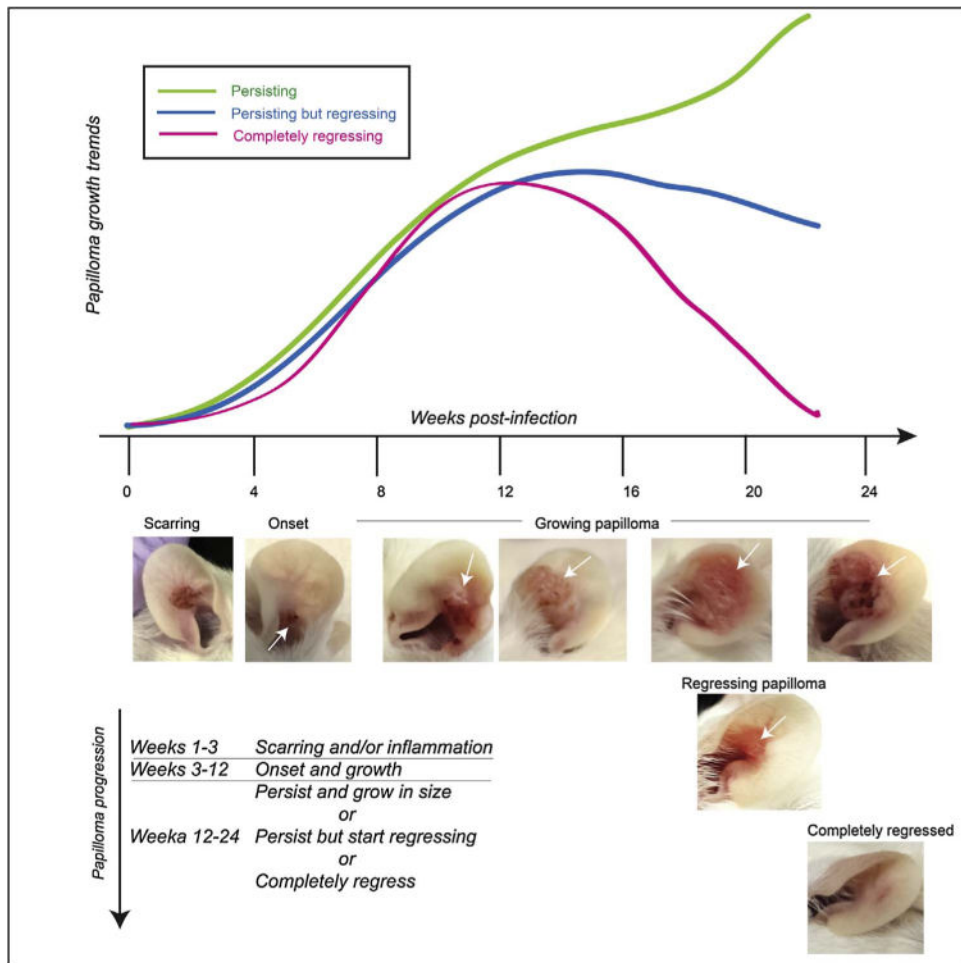 Persisting
Persisting but regressing
Completely regressing
Papilloma growth tremds
Weeks post-infection
0 4 8 12 16 20 24
Scarring Onset Growing papilloma
Regressing papilloma
Completely regressed
Papilloma progression
Weeks 1-3 Scarring and/or inflammation
Weeks 3-12 Onset and growth
Persist and grow in size
or
Weeka 12-24 Persist but start regressing
or
Completely regress